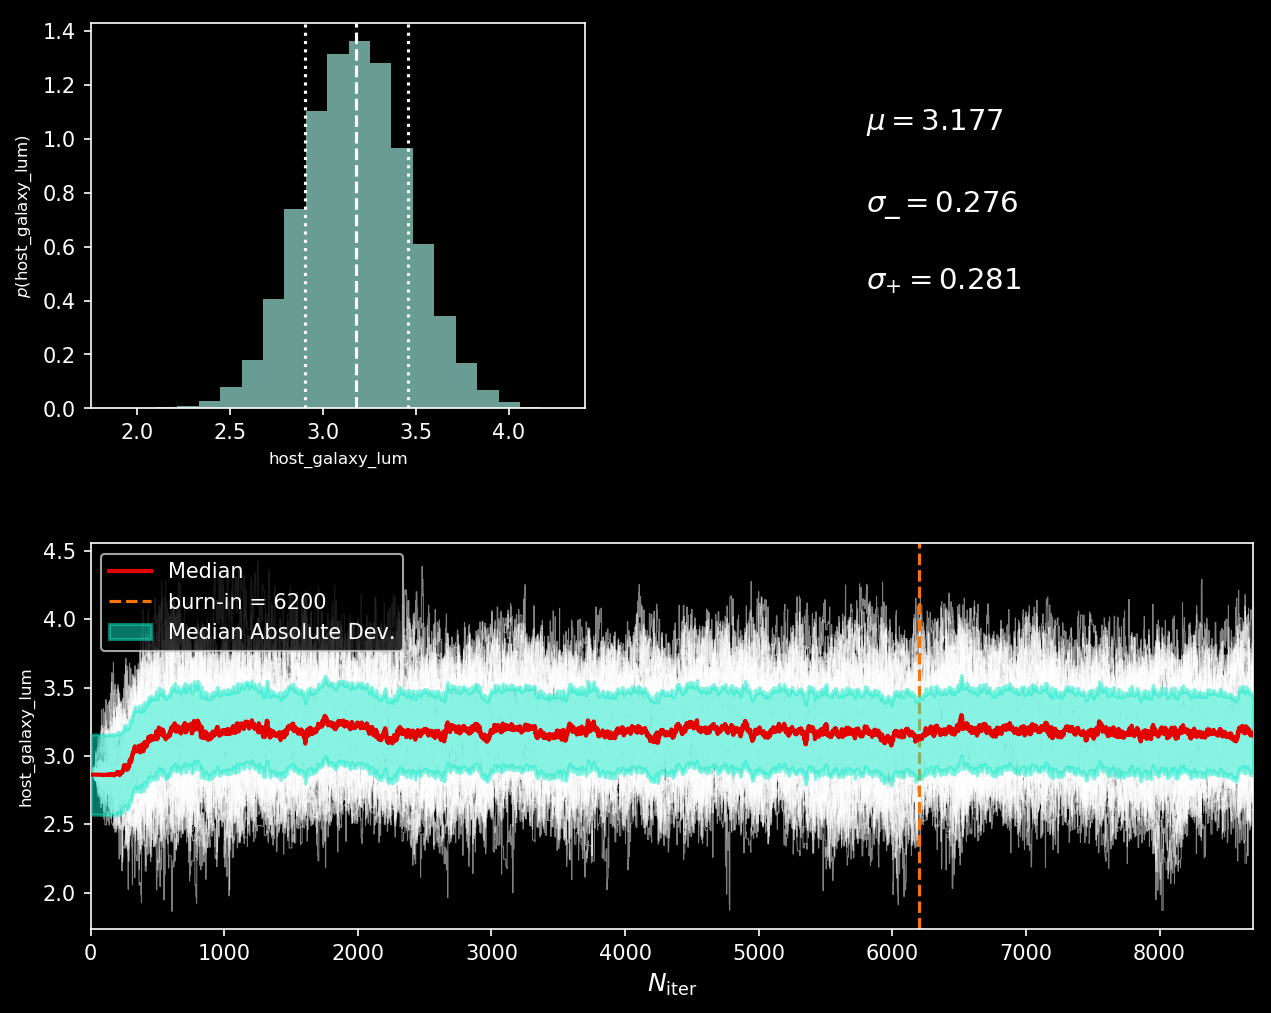 1.4
1.2
1.0
0.8
0.6
0.4
0.2
0.0
p(host_galaxy_lum)
2.0 2.5 3.0 3.5 4.0
host_galaxy_lum
μ = 3.177
σ₋ = 0.276
σ₊ = 0.281
4.5
4.0
3.5
3.0
2.5
2.0
host_galaxy_lum
Median
burn-in = 6200
Median Absolute Dev.
0 1000 2000 3000 4000 5000 6000 7000 8000
N_iter